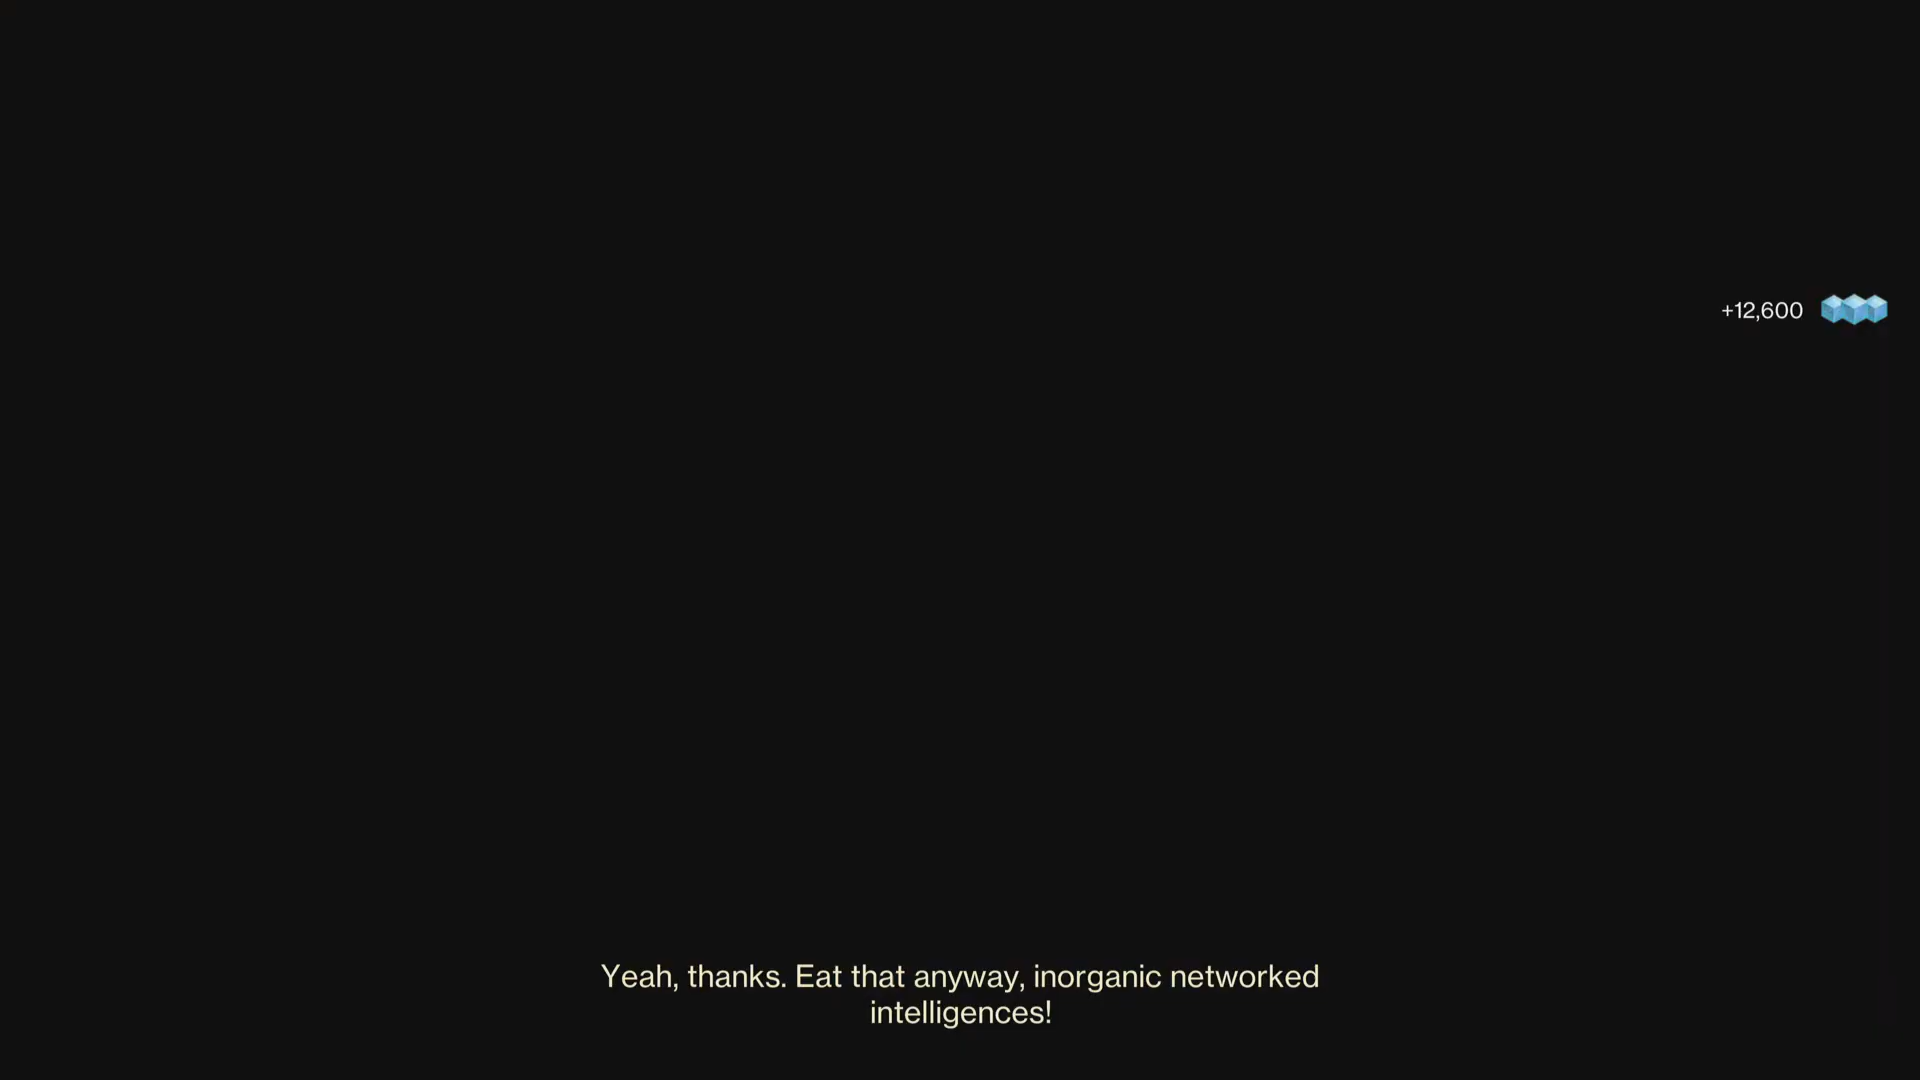 +12,600
Yeah, thanks. Eat that anyway, inorganic networked
intelligences!